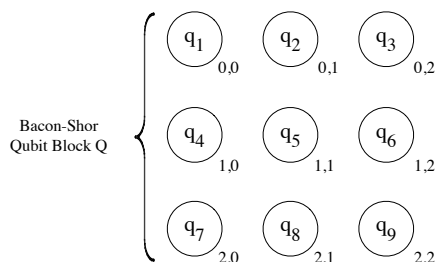 q1 q2 q3
0,0 0,1 0,2
Bacon-Shor
Qubit Block Q
q4 q5 q6
1,0 1,1 1,2
q7 q8 q9
2,0 2,1 2,2